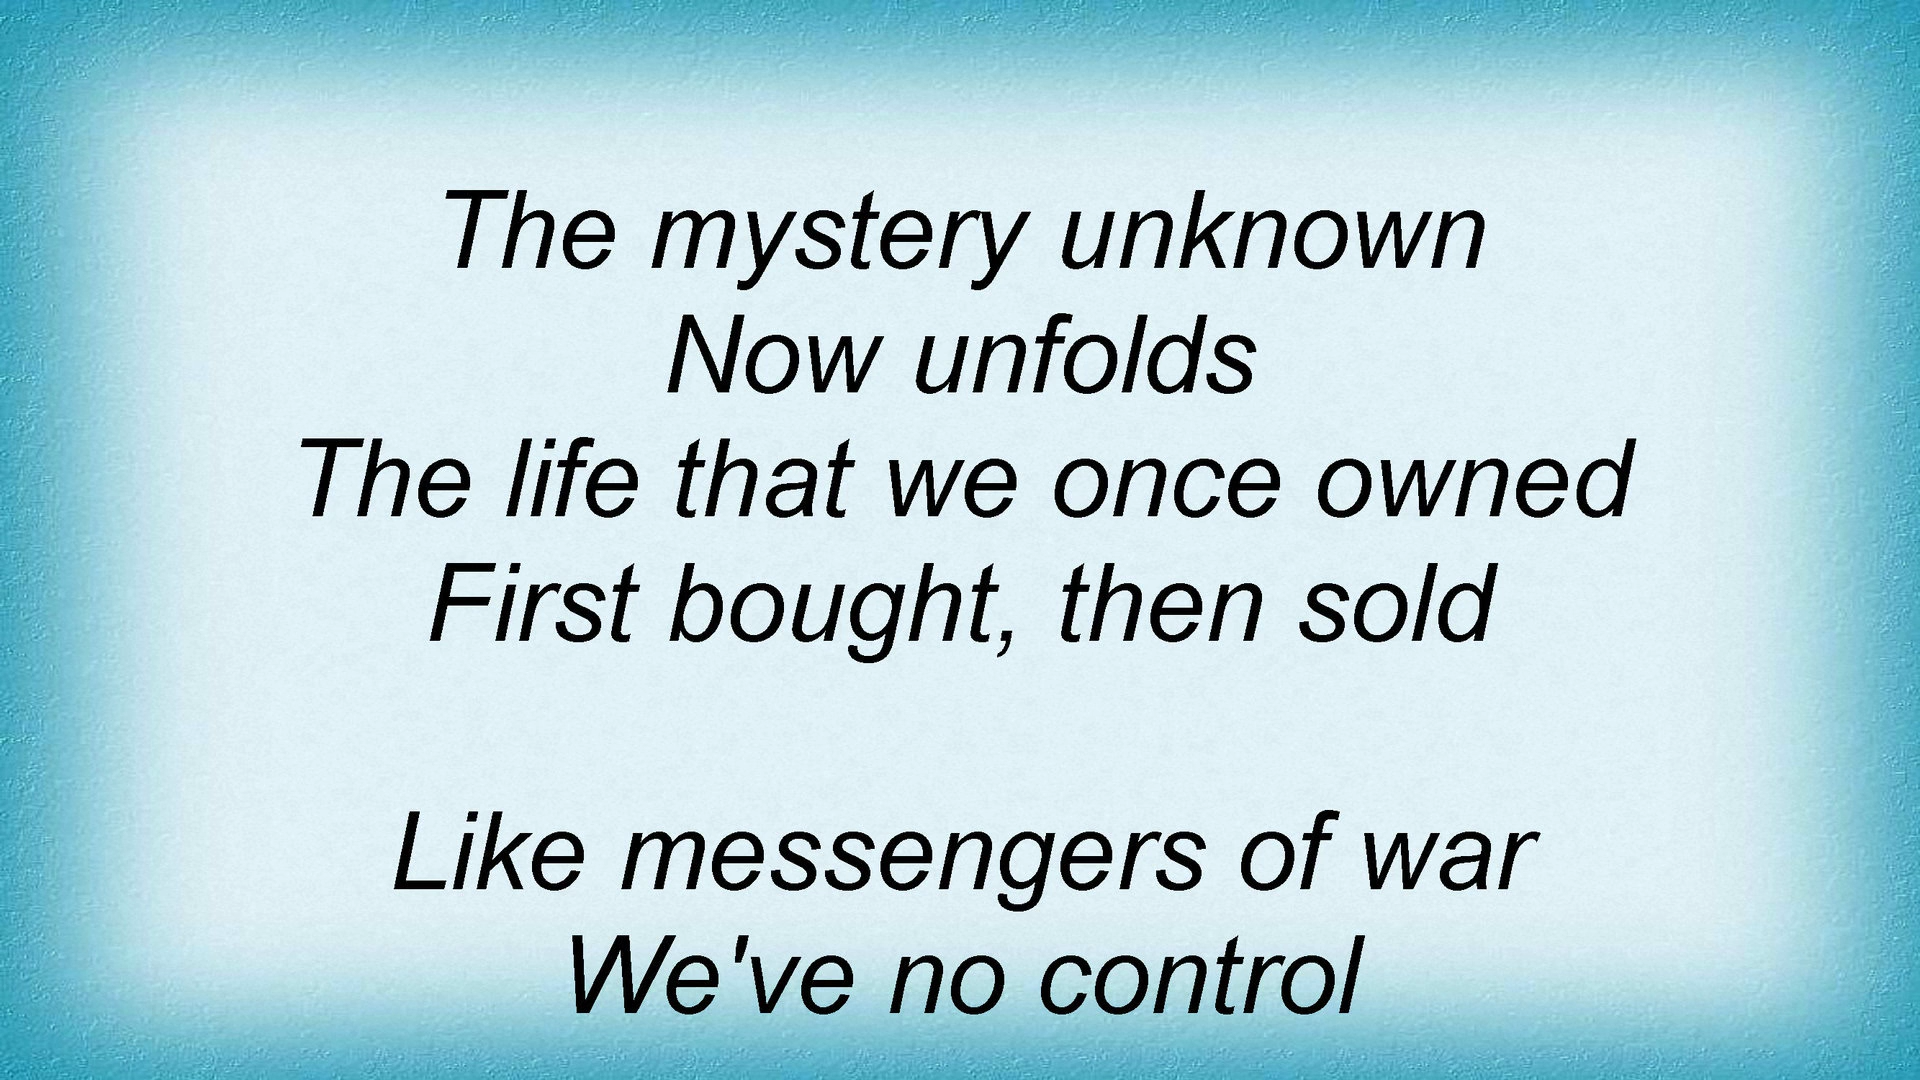 The mystery unknown
Now unfolds
The life that we once owned
First bought, then sold
Like messengers of war
We've no control